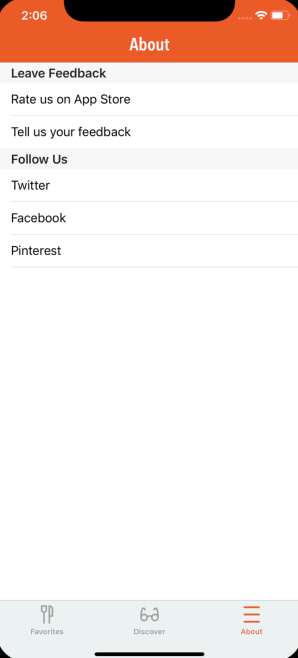 2:06
About
Leave Feedback
Rate us on App Store
Tell us your feedback
Follow Us
Twitter
Facebook
Pinterest
Favorites
Discover
About